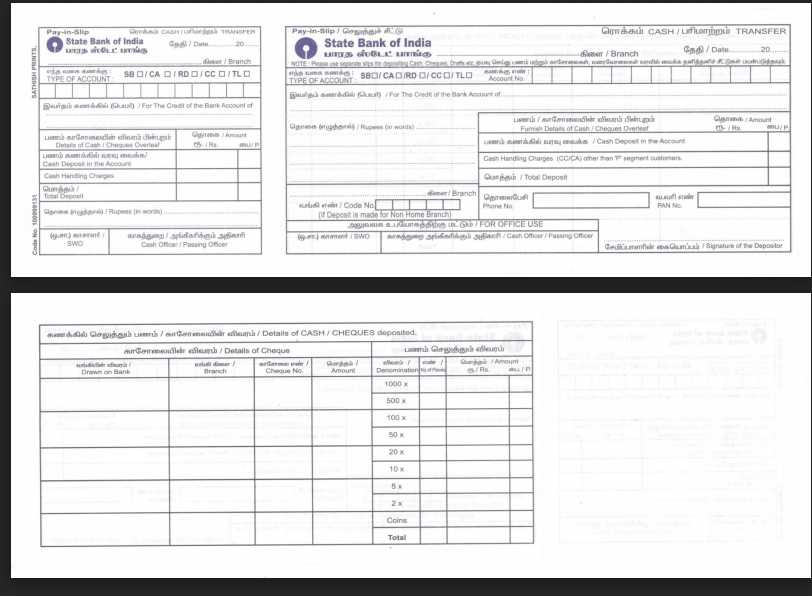 Pay-in-Slip ரொக்கம் CASH / பரிமாற்றம் TRANSFER
State Bank of India
பாரத ஸ்டேட் பாங்கு
தேதி / Date 20
கிளை / Branch
எந்த வகை கணக்கு :
TYPE OF ACCOUNT : SB / CA / RD / CC / TL
இவர்தம் கணக்கில் (பெயர்) / For The Credit of the Bank Account of
பணம் காசோலையின் விவரம் பின்புறம்
Details of Cash / Cheques Overleaf
தொகை / Amount
ரூ. / Rs. பை./ P.
பணம் கணக்கில் வரவு வைக்க/
Cash Deposit in the Account
Cash Handling Charges
மொத்தம் /
Total Deposit
தொகை (எழுத்தால்) / Rupees (in words)
(ஒ.சா.) காசாளர் /
SWO
காசுத்துறை / அங்கீகரிக்கும் அதிகாரி
Cash Officer / Passing Officer
SATHISH PRINTS,
Code No. 100009131
Pay-in-Slip / செலுத்துச் சீட்டு ரொக்கம் CASH / பரிமாற்றம் TRANSFER
State Bank of India
பாரத ஸ்டேட் பாங்கு
கிளை / Branch
தேதி / Date 20
NOTE : Please use separate slips for depositing Cash, Cheques, Drafts etc.
எந்த வகை கணக்கு :
TYPE OF ACCOUNT : SB / CA / RD / CC / TL
கணக்கு எண் :
Account No.
இவர்தம் கணக்கில் (பெயர்) / For The Credit of the Bank Account of
தொகை (எழுத்தால்) / Rupees (in words)
பணம் / காசோலையின் விவரம் பின்புறம்
Furnish Details of Cash / Cheques Overleaf
தொகை / Amount
ரூ. / Rs. பை./ P.
பணம் கணக்கில் வரவு வைக்க / Cash Deposit in the Account
Cash Handling Charges (CC/CA) other than 'P' segment customers.
மொத்தம் / Total Deposit
கிளை/ Branch
வங்கி எண் / Code No.
(if Deposit is made for Non Home Branch)
தொலைபேசி
Phone No.
வ.வரி எண்
PAN No.
அலுவலக உபயோகத்திற்கு மட்டும் / FOR OFFICE USE
(ஒ.சா.) காசாளர் / SWO
காசுத்துறை அங்கீகரிக்கும் அதிகாரி / Cash Officer / Passing Officer
சேமிப்பாளரின் கையொப்பம் / Signature of the Depositor
கணக்கில் செலுத்தும் பணம் / காசோலையின் விவரம் / Details of CASH / CHEQUES deposited.
காசோலையின் விவரம் / Details of Cheque
பணம் செலுத்தும் விவரம்
வங்கியின் விவரம் /
Drawn on Bank
வங்கி கிளை /
Branch
காசோலை எண் /
Cheque No.
மொத்தம் /
Amount
விவரம் /
Denomination
எண் /
No of Pieces
மொத்தம் / Amount
ரூ./ Rs. பை./ P.
1000 x
500 x
100 x
50 x
20 x
10 x
5 x
2 x
Coins
Total